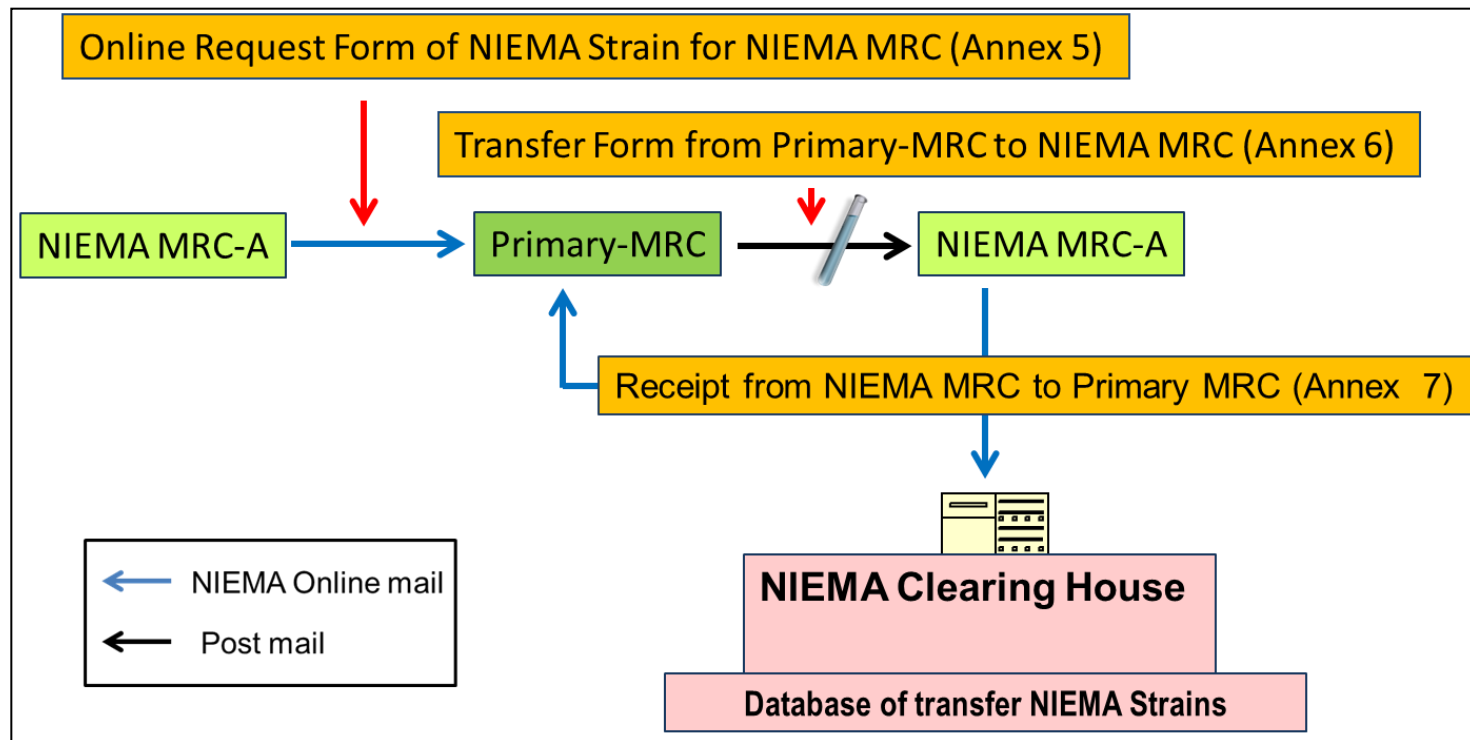 Online Request Form of NIEMA Strain for NIEMA MRC (Annex 5)
Transfer Form from Primary-MRC to NIEMA MRC (Annex 6)
NIEMA MRC-A
Primary-MRC
NIEMA MRC-A
Receipt from NIEMA MRC to Primary MRC (Annex 7)
NIEMA Online mail
Post mail
NIEMA Clearing House
Database of transfer NIEMA Strains